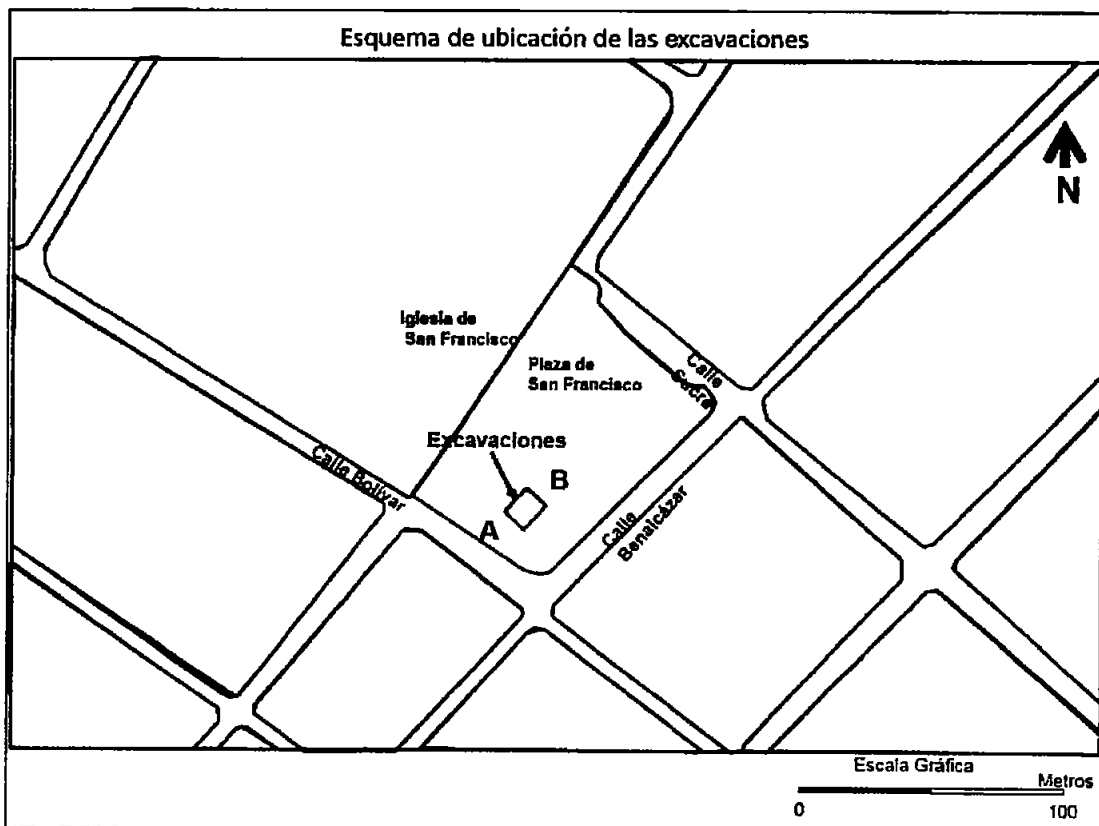 Esquema de ubicación de las excavaciones
N
Iglesia de
San Francisco
Plaza de
San Francisco
Calle
Sucre
Excavaciones
B
A
Calle Bolívar
Calle
Benalcázar
Escala Gráfica
Metros
0
100